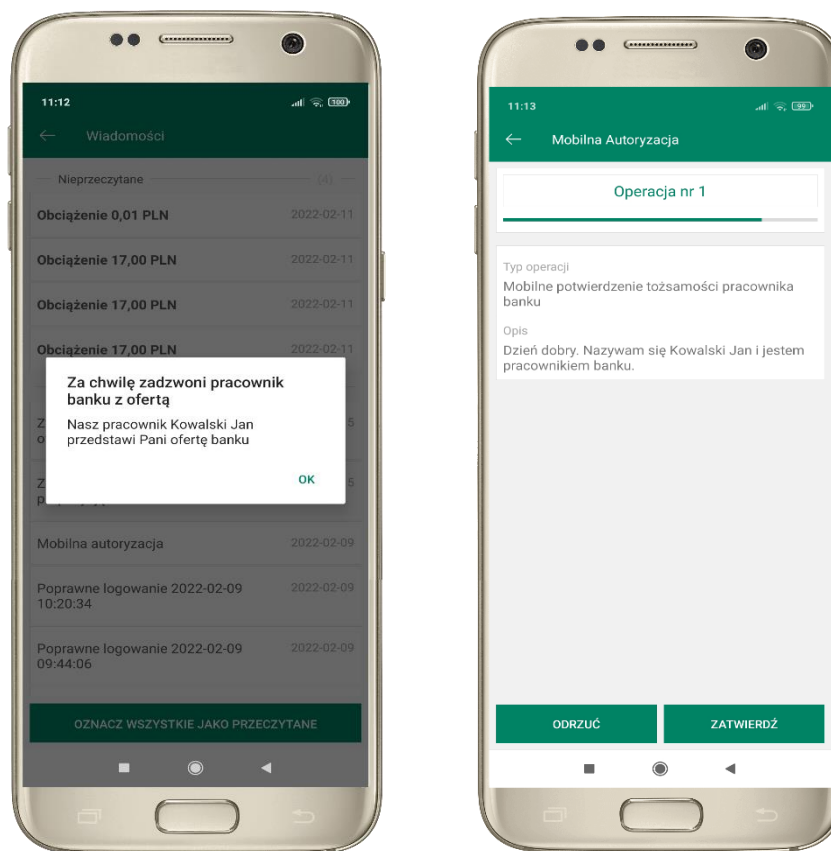 11:12
100
Wiadomości
Nieprzeczytane (4)
Obciążenie 0,01 PLN 2022-02-11
Obciążenie 17,00 PLN 2022-02-11
Obciążenie 17,00 PLN 2022-02-11
Obciążenie 17,00 PLN 2022-02-11
Za chwilę zadzwoni pracownik
banku z ofertą
Nasz pracownik Kowalski Jan
przedstawi Pani ofertę banku
OK
Z 5
o
Z 5
Mobilna autoryzacja 2022-02-09
Poprawne logowanie 2022-02-09 2022-02-09
10:20:34
Poprawne logowanie 2022-02-09 2022-02-09
09:44:06
OZNACZ WSZYSTKIE JAKO PRZECZYTANE
11:13
99
Mobilna Autoryzacja
Operacja nr 1
Typ operacji
Mobilne potwierdzenie tożsamości pracownika
banku
Opis
Dzień dobry. Nazywam się Kowalski Jan i jestem
pracownikiem banku.
ODRZUĆ ZATWIERDŹ